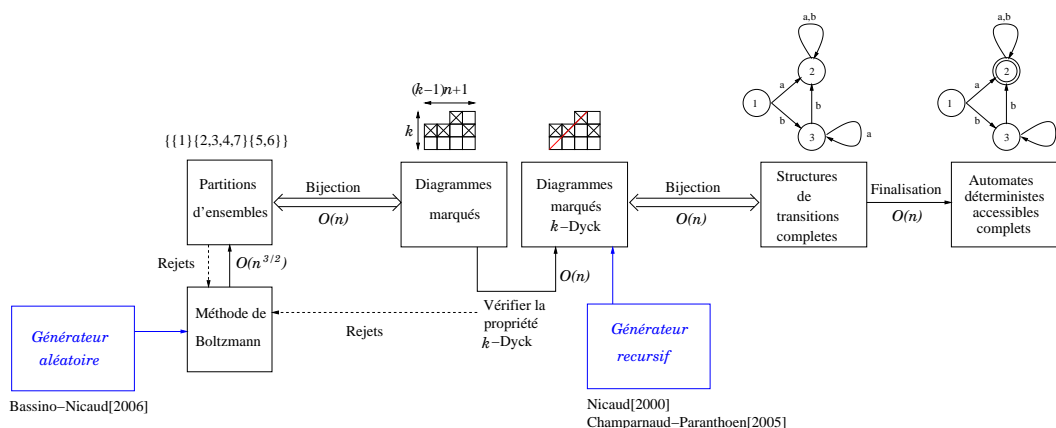 a,b
a,b
(k−1)n+1
k
2
2
1
a
b
b
3
a
1
a
b
b
3
a
{{1}{2,3,4,7}{5,6}}
Partitions
d'ensembles
Bijection
O(n)
Diagrammes
marqués
Diagrammes
marqués
k−Dyck
Bijection
O(n)
Structures
de
transitions
completes
Finalisation
O(n)
Automates
déterministes
accessibles
complets
Rejets
O(n^{3/2})
O(n)
Méthode de
Boltzmann
Rejets
Vérifier la
propriété
k−Dyck
Générateur
aléatoire
Générateur
recursif
Bassino−Nicaud[2006]
Nicaud[2000]
Champarnaud−Paranthoen[2005]